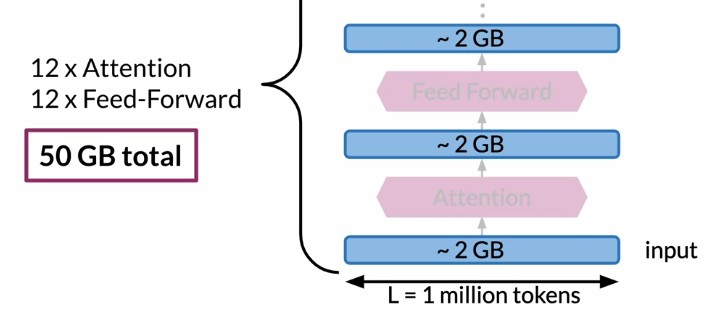 12 x Attention
12 x Feed-Forward
50 GB total
~ 2 GB
Feed Forward
~ 2 GB
Attention
~ 2 GB
input
L = 1 million tokens